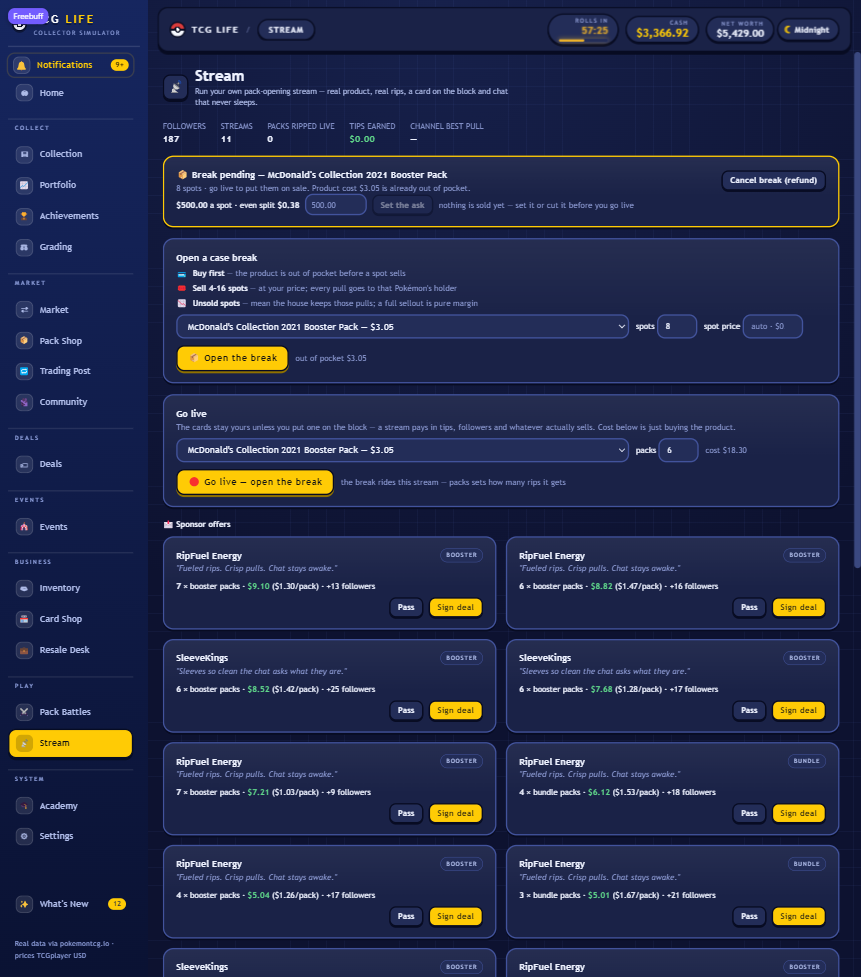 Freebuff
TCG LIFE
COLLECTOR SIMULATOR
Notifications 9+
Home
COLLECT
Collection
Portfolio
Achievements
Grading
MARKET
Market
Pack Shop
Trading Post
Community
DEALS
Deals
EVENTS
Events
BUSINESS
Inventory
Card Shop
Resale Desk
PLAY
Pack Battles
Stream
SYSTEM
Academy
Settings
What's New 12
Real data via pokemontcg.io ·
prices TCGplayer USD
TCG LIFE / STREAM
ROLLS IN
57:25
CASH
$3,366.92
NET WORTH
$5,429.00
Midnight
Stream
Run your own pack-opening stream — real product, real rips, a card on the block and chat
that never sleeps.
FOLLOWERS STREAMS PACKS RIPPED LIVE TIPS EARNED CHANNEL BEST PULL
187 11 0 $0.00 —
Break pending — McDonald's Collection 2021 Booster Pack
8 spots · go live to put them on sale. Product cost $3.05 is already out of pocket.
Cancel break (refund)
$500.00 a spot · even split $0.38 500.00 Set the ask nothing is sold yet — set it or cut it before you go live
Open a case break
Buy first — the product is out of pocket before a spot sells
Sell 4-16 spots — at your price; every pull goes to that Pokémon's holder
Unsold spots — mean the house keeps those pulls; a full sellout is pure margin
McDonald's Collection 2021 Booster Pack — $3.05 spots 8 spot price auto · $0
Open the break out of pocket $3.05
Go live
The cards stay yours unless you put one on the block — a stream pays in tips, followers and whatever actually sells. Cost below is just buying the product.
McDonald's Collection 2021 Booster Pack — $3.05 packs 6 cost $18.30
Go live — open the break the break rides this stream — packs sets how many rips it gets
Sponsor offers
RipFuel Energy BOOSTER
"Fueled rips. Crisp pulls. Chat stays awake."
7 × booster packs · $9.10 ($1.30/pack) · +13 followers
Pass Sign deal
RipFuel Energy BOOSTER
"Fueled rips. Crisp pulls. Chat stays awake."
6 × booster packs · $8.82 ($1.47/pack) · +16 followers
Pass Sign deal
SleeveKings BOOSTER
"Sleeves so clean the chat asks what they are."
6 × booster packs · $8.52 ($1.42/pack) · +25 followers
Pass Sign deal
SleeveKings BOOSTER
"Sleeves so clean the chat asks what they are."
6 × booster packs · $7.68 ($1.28/pack) · +17 followers
Pass Sign deal
RipFuel Energy BOOSTER
"Fueled rips. Crisp pulls. Chat stays awake."
7 × booster packs · $7.21 ($1.03/pack) · +9 followers
Pass Sign deal
RipFuel Energy BUNDLE
"Fueled rips. Crisp pulls. Chat stays awake."
4 × bundle packs · $6.12 ($1.53/pack) · +18 followers
Pass Sign deal
RipFuel Energy BOOSTER
"Fueled rips. Crisp pulls. Chat stays awake."
4 × booster packs · $5.04 ($1.26/pack) · +17 followers
Pass Sign deal
RipFuel Energy BUNDLE
"Fueled rips. Crisp pulls. Chat stays awake."
3 × bundle packs · $5.01 ($1.67/pack) · +21 followers
Pass Sign deal
SleeveKings BOOSTER
RipFuel Energy BOOSTER